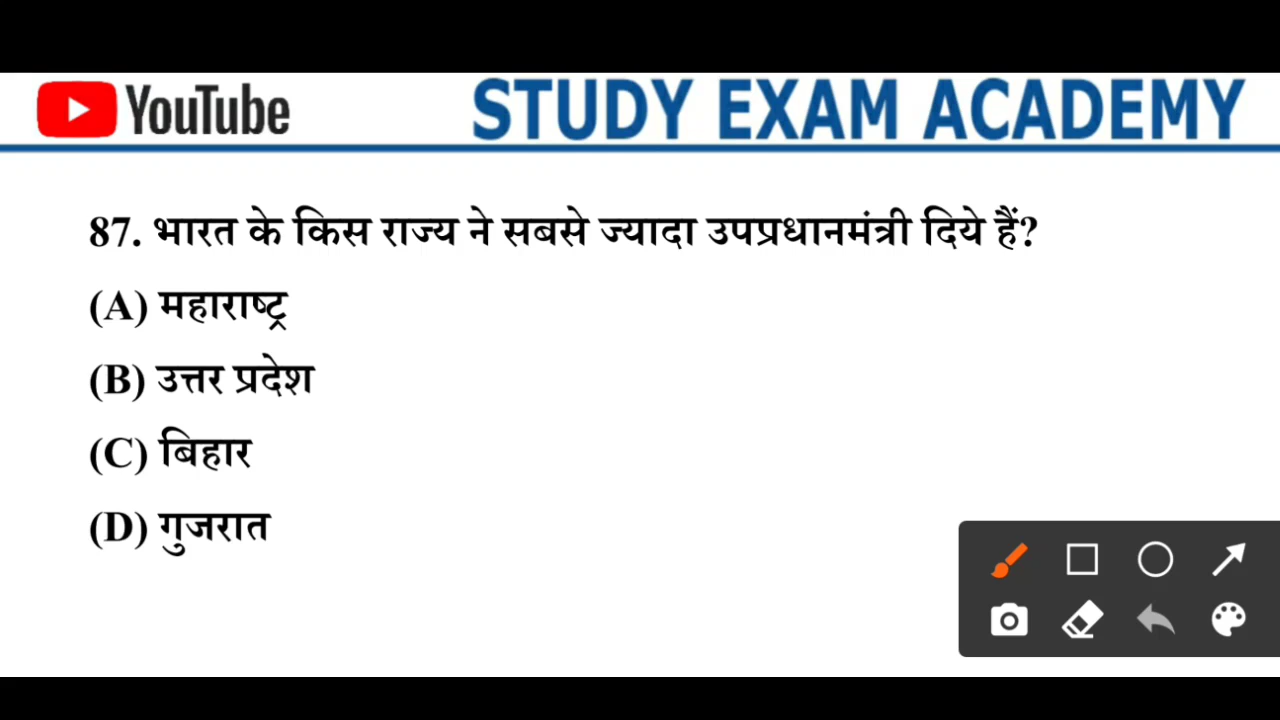 YouTube STUDY EXAM ACADEMY
87. भारत के किस राज्य ने सबसे ज्यादा उपप्रधानमंत्री दिये हैं?
(A) महाराष्ट्र
(B) उत्तर प्रदेश
(C) बिहार
(D) गुजरात